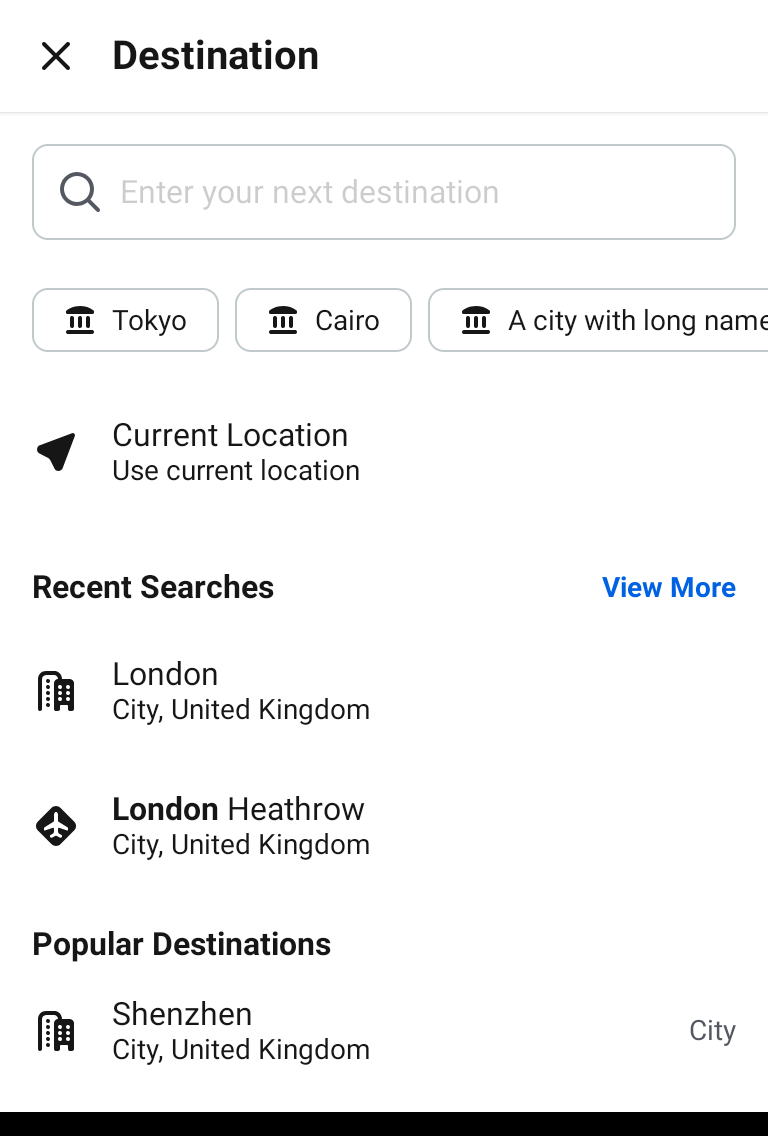 Destination
Enter your next destination
Tokyo
Cairo
A city with long name
Current Location
Use current location
Recent Searches
View More
London
City, United Kingdom
London Heathrow
City, United Kingdom
Popular Destinations
Shenzhen
City, United Kingdom
City